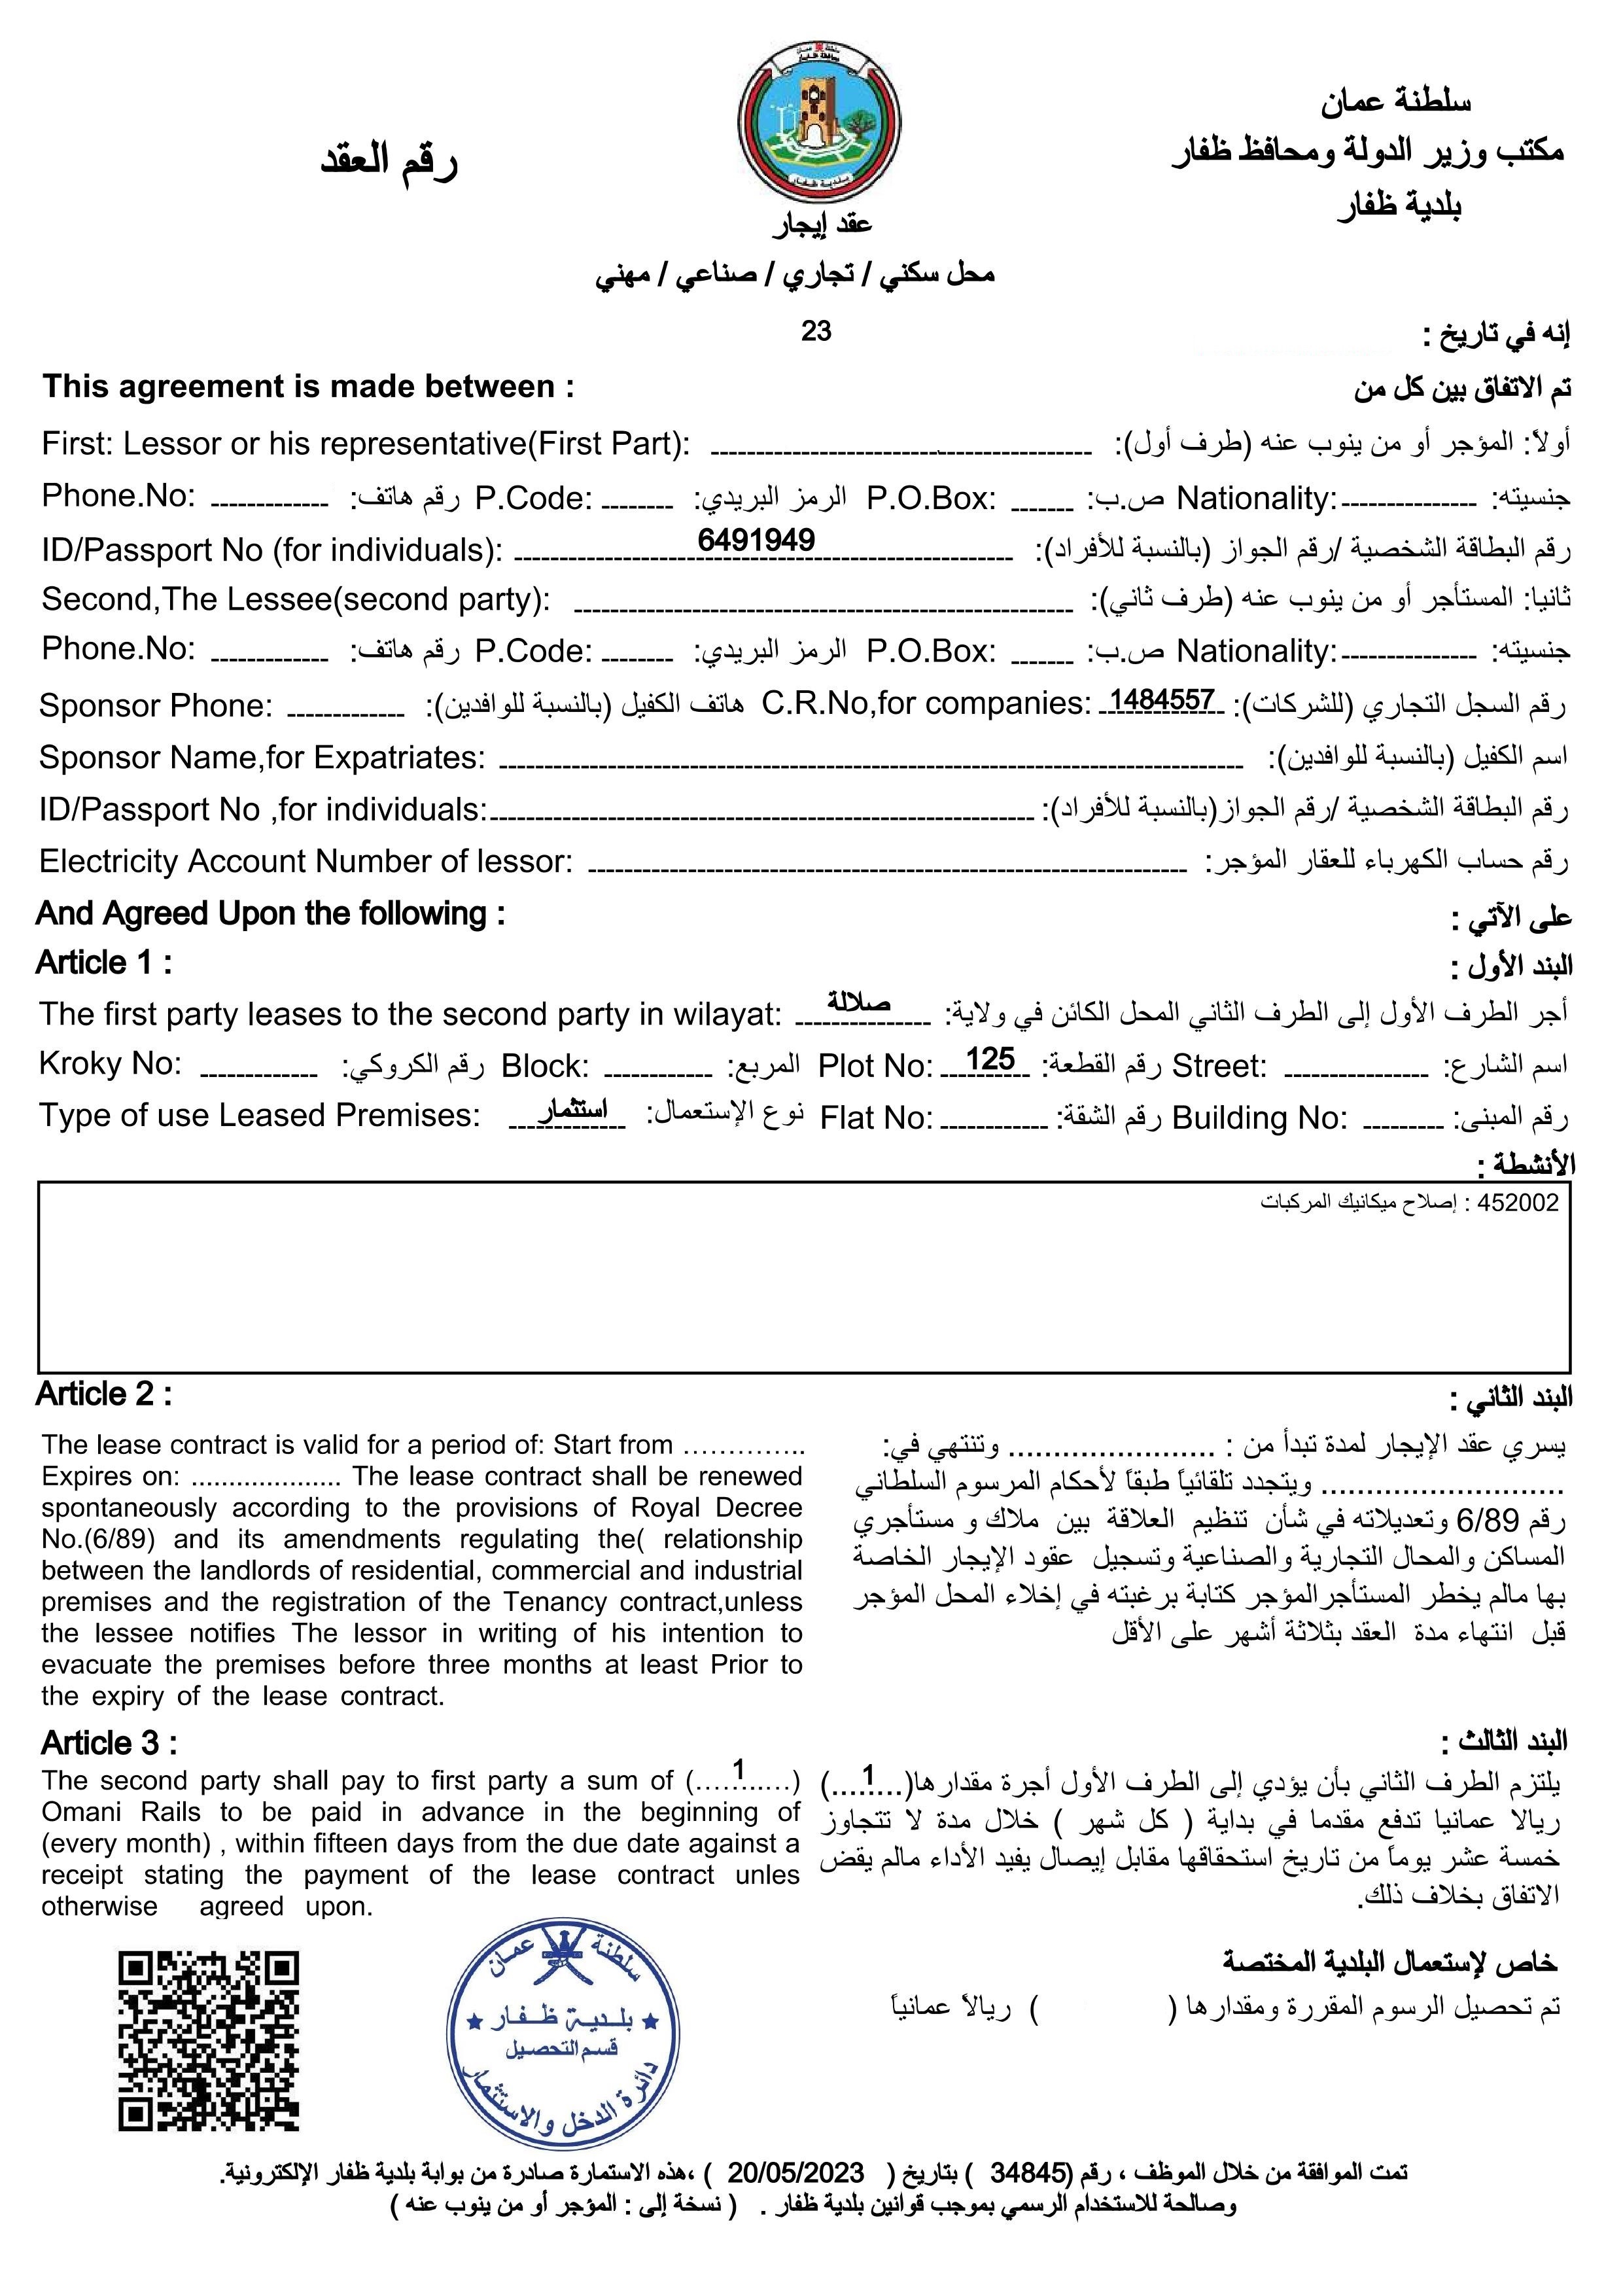 سلطنة عمان
مكتب وزير الدولة ومحافظ ظفار
بلدية ظفار
رقم العقد
سلطنة عمان
محافظة ظفار
بلدية ظفار
عقد إيجار
محل سكني / تجاري / صناعي / مهني
إنه في تاريخ : 23
This agreement is made between : تم الاتفاق بين كل من
First: Lessor or his representative(First Part): أولاً: المؤجر أو من ينوب عنه (طرف أول):
Phone.No: رقم هاتف: P.Code: الرمز البريدي: P.O.Box: ص.ب: Nationality: جنسيته:
ID/Passport No (for individuals): 6491949 رقم البطاقة الشخصية /رقم الجواز (بالنسبة للأفراد):
Second,The Lessee(second party): ثانيا: المستأجر أو من ينوب عنه (طرف ثاني):
Phone.No: رقم هاتف: P.Code: الرمز البريدي: P.O.Box: ص.ب: Nationality: جنسيته:
Sponsor Phone: هاتف الكفيل (بالنسبة للوافدين): C.R.No,for companies: 1484557 رقم السجل التجاري (للشركات):
Sponsor Name,for Expatriates: اسم الكفيل (بالنسبة للوافدين):
ID/Passport No ,for individuals: رقم البطاقة الشخصية /رقم الجواز(بالنسبة للأفراد):
Electricity Account Number of lessor: رقم حساب الكهرباء للعقار المؤجر:
And Agreed Upon the following : على الآتي :
Article 1 : البند الأول :
The first party leases to the second party in wilayat: صلالة أجر الطرف الأول إلى الطرف الثاني المحل الكائن في ولاية:
Kroky No: رقم الكروكي: Block: المربع: Plot No: 125 رقم القطعة: Street: اسم الشارع:
Type of use Leased Premises: استثمار نوع الإستعمال: Flat No: رقم الشقة: Building No: رقم المبنى:
الأنشطة :
452002 : إصلاح ميكانيك المركبات
Article 2 : البند الثاني :
The lease contract is valid for a period of: Start from …………..
Expires on: .................... The lease contract shall be renewed
spontaneously according to the provisions of Royal Decree
No.(6/89) and its amendments regulating the( relationship
between the landlords of residential, commercial and industrial
premises and the registration of the Tenancy contract,unless
the lessee notifies The lessor in writing of his intention to
evacuate the premises before three months at least Prior to
the expiry of the lease contract.
يسري عقد الإيجار لمدة تبدأ من : ....................... وتنتهي في:
........................... ويتجدد تلقائياً طبقاً لأحكام المرسوم السلطاني
رقم 6/89 وتعديلاته في شأن تنظيم العلاقة بين ملاك و مستأجري
المساكن والمحال التجارية والصناعية وتسجيل عقود الإيجار الخاصة
بها مالم يخطر المستأجرالمؤجر كتابة برغبته في إخلاء المحل المؤجر
قبل انتهاء مدة العقد بثلاثة أشهر على الأقل
Article 3 : البند الثالث :
The second party shall pay to first party a sum of (.....1.....)
Omani Rails to be paid in advance in the beginning of
(every month) , within fifteen days from the due date against a
receipt stating the payment of the lease contract unles
otherwise agreed upon.
يلتزم الطرف الثاني بأن يؤدي إلى الطرف الأول أجرة مقدارها(....1....)
ريالا عمانيا تدفع مقدما في بداية ( كل شهر ) خلال مدة لا تتجاوز
خمسة عشر يوماً من تاريخ استحقاقها مقابل إيصال يفيد الأداء مالم يقض
الاتفاق بخلاف ذلك.
خاص لإستعمال البلدية المختصة
تم تحصيل الرسوم المقررة ومقدارها ( ) ريالاً عمانياً
سلطنة عمان
بلدية ظفار
قسم التحصيل
دائرة الدخل والاستثمار
تمت الموافقة من خلال الموظف ، رقم (34845 ) بتاريخ ( 20/05/2023 ) ،هذه الاستمارة صادرة من بوابة بلدية ظفار الإلكترونية.
وصالحة للاستخدام الرسمي بموجب قوانين بلدية ظفار . ( نسخة إلى : المؤجر أو من ينوب عنه )